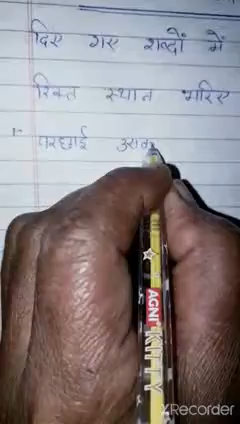 दिए गए शब्दों में
रिक्त स्थान भरिए
1- परछाई
AGNI KITTY
XRecorder